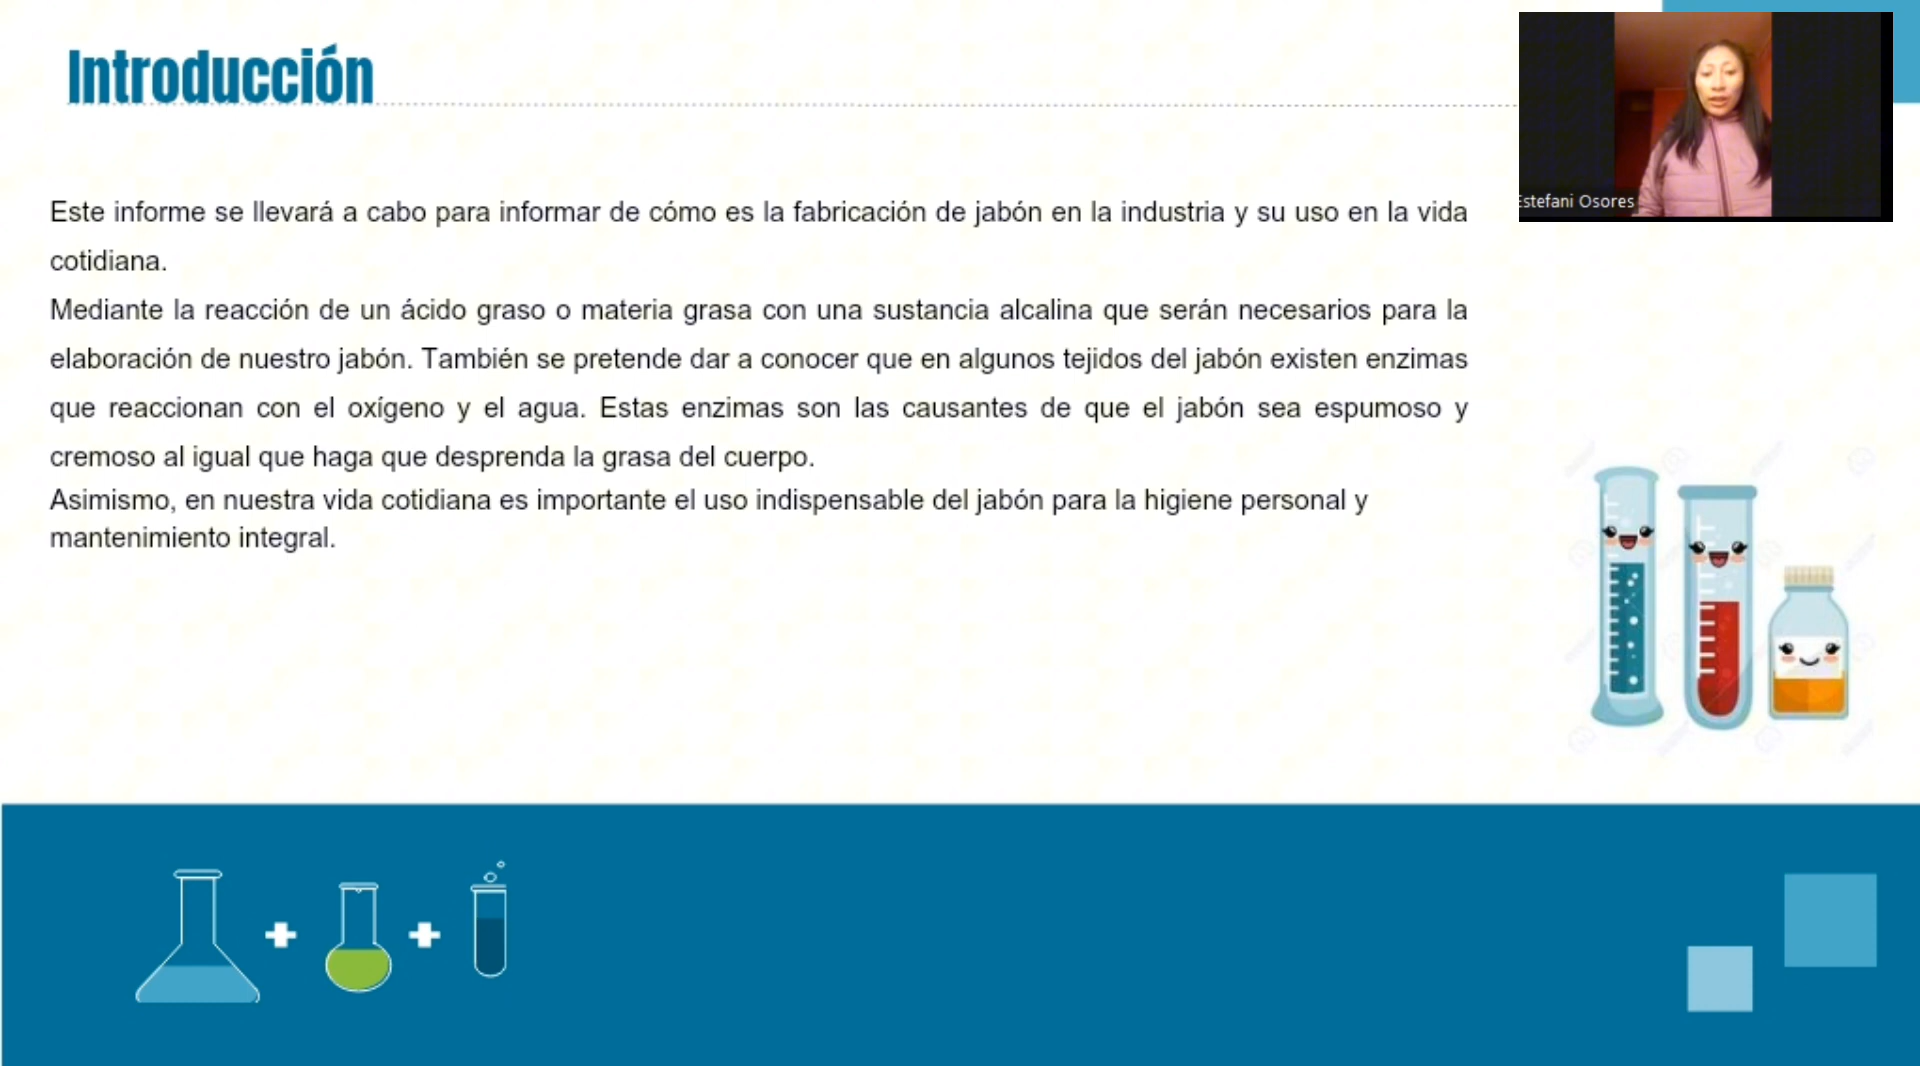 Introducción
Este informe se llevará a cabo para informar de cómo es la fabricación de jabón en la industria y su uso en la vida
cotidiana.
Mediante la reacción de un ácido graso o materia grasa con una sustancia alcalina que serán necesarios para la
elaboración de nuestro jabón. También se pretende dar a conocer que en algunos tejidos del jabón existen enzimas
que reaccionan con el oxígeno y el agua. Estas enzimas son las causantes de que el jabón sea espumoso y
cremoso al igual que haga que desprenda la grasa del cuerpo.
Asimismo, en nuestra vida cotidiana es importante el uso indispensable del jabón para la higiene personal y
mantenimiento integral.
Estefani Osores